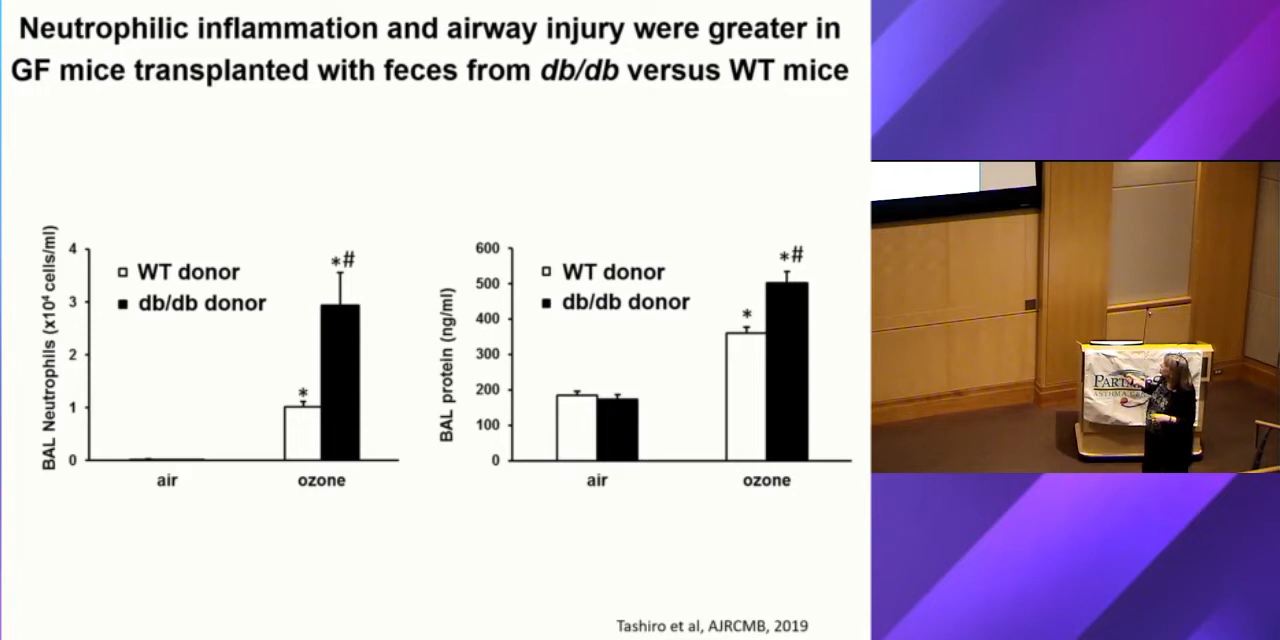 Neutrophilic inflammation and airway injury were greater in
GF mice transplanted with feces from db/db versus WT mice
BAL Neutrophils (x10⁴ cells/ml)
4
3
2
1
0
WT donor
db/db donor
*
*#
air
ozone
BAL protein (ng/ml)
600
500
400
300
200
100
0
WT donor
db/db donor
*
*#
air
ozone
Tashiro et al, AJRCMB, 2019
ASTHMA